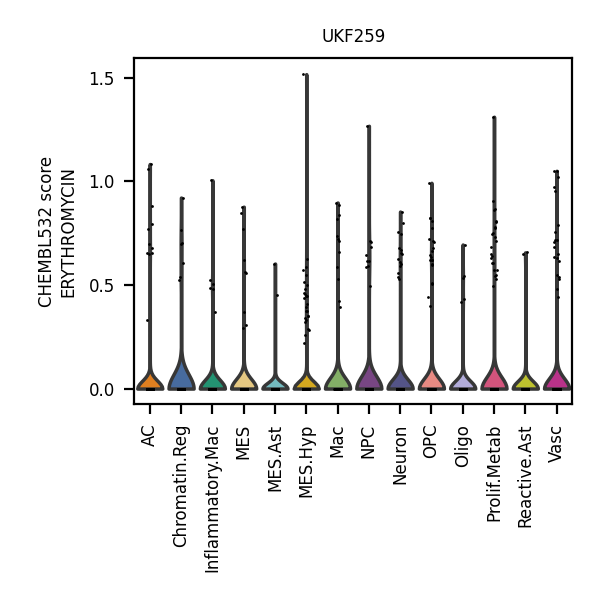 UKF259
CHEMBL532 score
ERYTHROMYCIN
1.5
1.0
0.5
0.0
AC
Chromatin.Reg
Inflammatory.Mac
MES
MES.Ast
MES.Hyp
Mac
NPC
Neuron
OPC
Oligo
Prolif.Metab
Reactive.Ast
Vasc